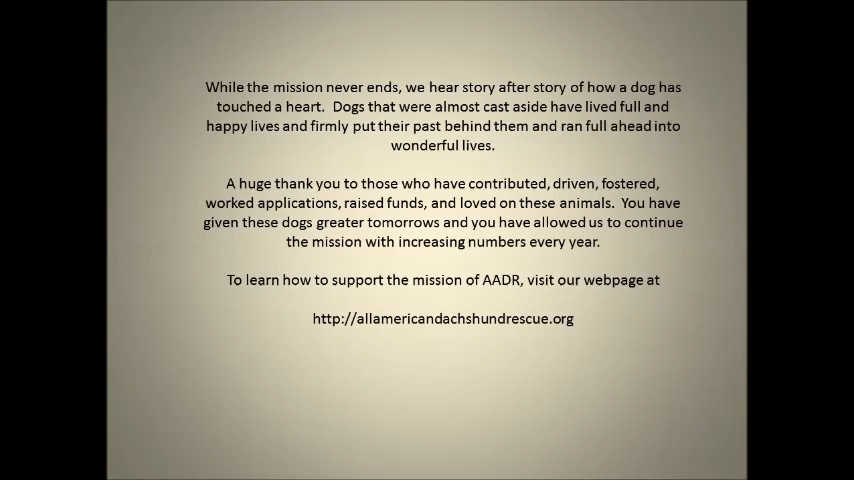 While the mission never ends, we hear story after story of how a dog has
touched a heart. Dogs that were almost cast aside have lived full and
happy lives and firmly put their past behind them and ran full ahead into
wonderful lives.
A huge thank you to those who have contributed, driven, fostered,
worked applications, raised funds, and loved on these animals. You have
given these dogs greater tomorrows and you have allowed us to continue
the mission with increasing numbers every year.
To learn how to support the mission of AADR, visit our webpage at
http://allamericandachshundrescue.org